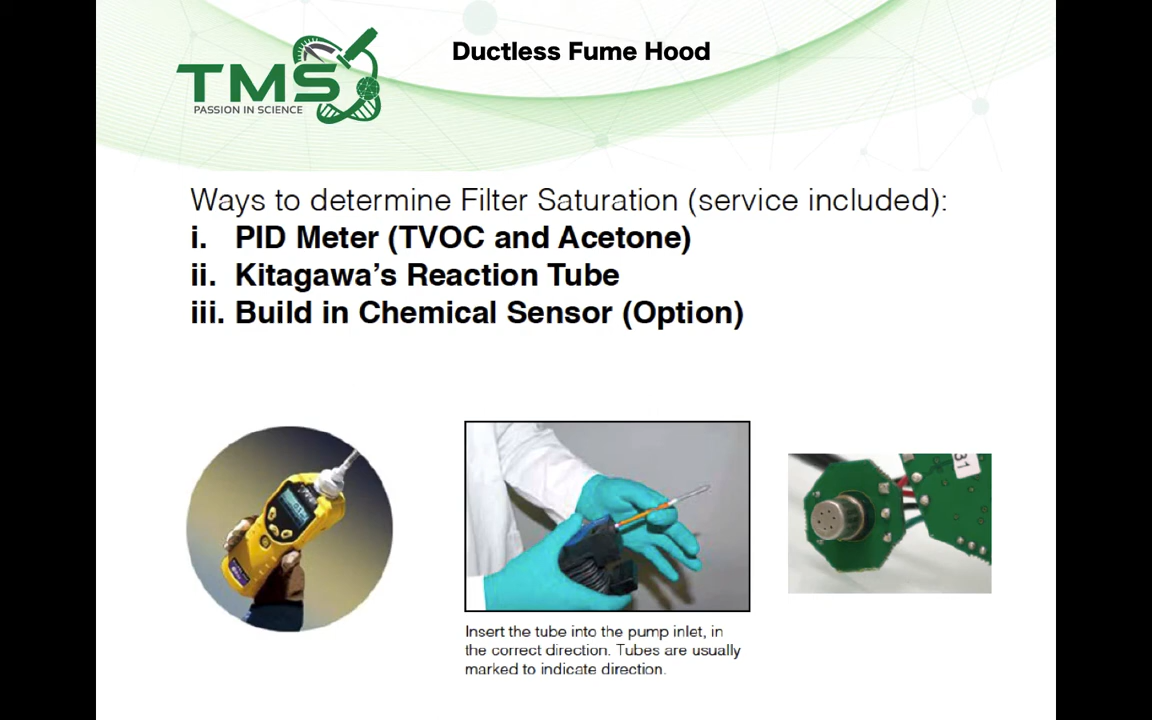 TMS
PASSION IN SCIENCE
Ductless Fume Hood
Ways to determine Filter Saturation (service included):
i. PID Meter (TVOC and Acetone)
ii. Kitagawa’s Reaction Tube
iii. Build in Chemical Sensor (Option)
31
Insert the tube into the pump inlet, in
the correct direction. Tubes are usually
marked to indicate direction.